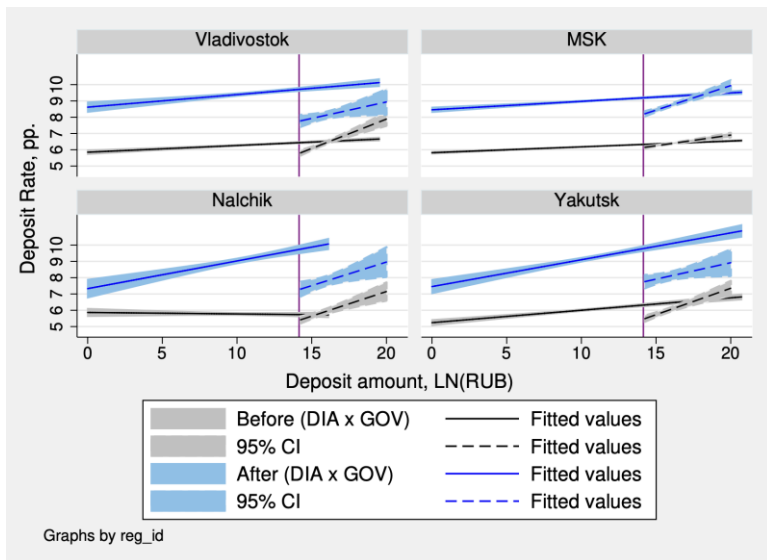 Vladivostok
MSK
Deposit Rate, pp.
5 6 7 8 9 10
Nalchik
Yakutsk
5 6 7 8 9 10
0 5 10 15 20
0 5 10 15 20
Deposit amount, LN(RUB)
Before (DIA x GOV)
Fitted values
95% CI
Fitted values
After (DIA x GOV)
Fitted values
95% CI
Fitted values
Graphs by reg_id